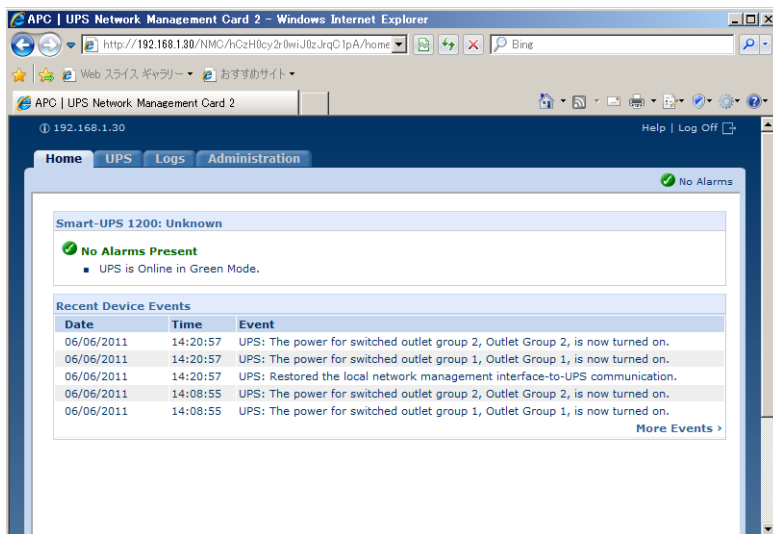 APC | UPS Network Management Card 2 - Windows Internet Explorer
http://192.168.1.30/NMC/hCzH0cy2r0wiJ0zJrqC1pA/home
Bing
Web スライス ギャラリー
おすすめサイト
APC | UPS Network Management Card 2
192.168.1.30
Help | Log Off
Home UPS Logs Administration
No Alarms
Smart-UPS 1200: Unknown
No Alarms Present
UPS is Online in Green Mode.
Recent Device Events
Date Time Event
06/06/2011 14:20:57 UPS: The power for switched outlet group 2, Outlet Group 2, is now turned on.
06/06/2011 14:20:57 UPS: The power for switched outlet group 1, Outlet Group 1, is now turned on.
06/06/2011 14:20:57 UPS: Restored the local network management interface-to-UPS communication.
06/06/2011 14:08:55 UPS: The power for switched outlet group 2, Outlet Group 2, is now turned on.
06/06/2011 14:08:55 UPS: The power for switched outlet group 1, Outlet Group 1, is now turned on.
More Events ›